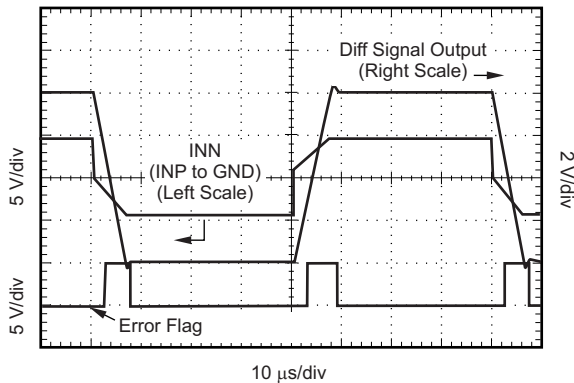 Diff Signal Output
(Right Scale)
INN
(INP to GND)
(Left Scale)
5 V/div
2 V/div
5 V/div
Error Flag
10 μs/div